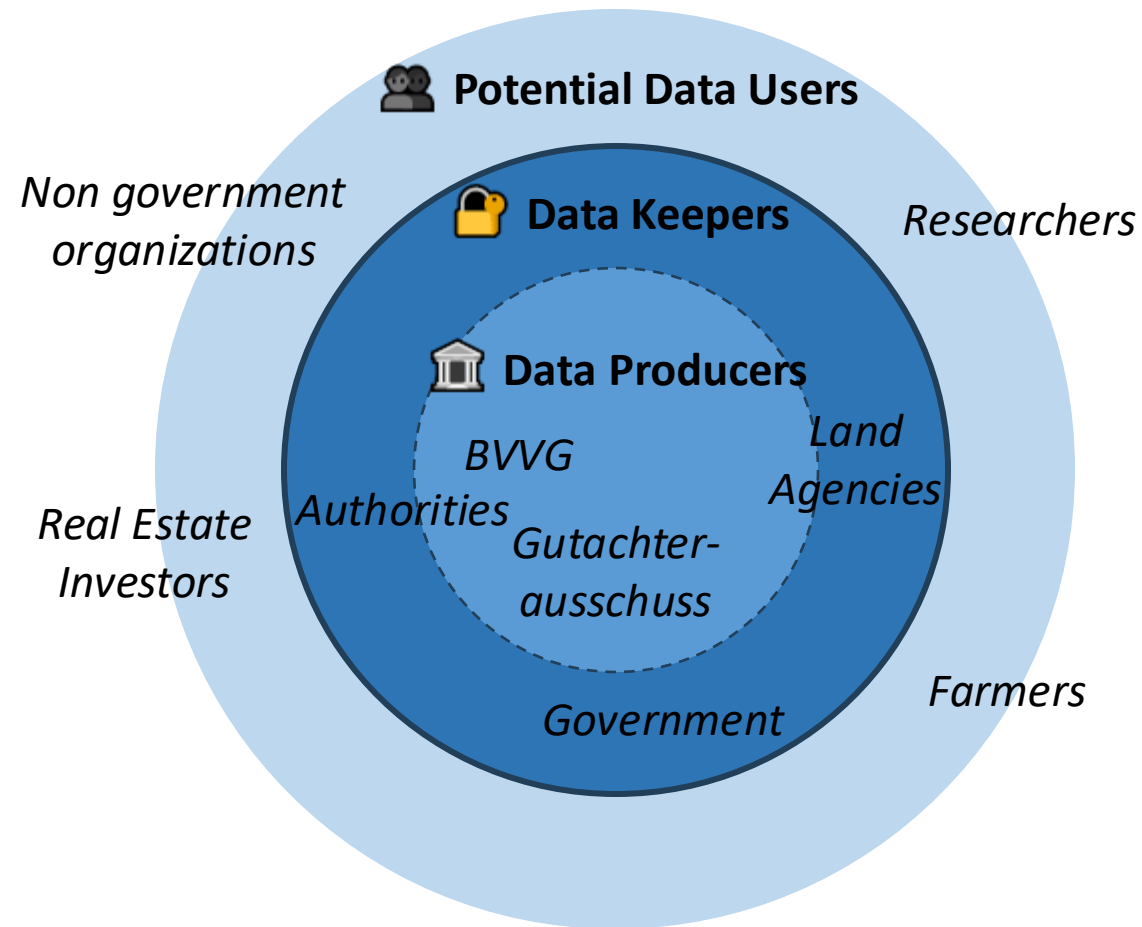 Potential Data Users
Non government
organizations
Data Keepers
Researchers
Data Producers
BVVG
Land
Agencies
Authorities
Real Estate
Investors
Gutachter-
ausschuss
Farmers
Government